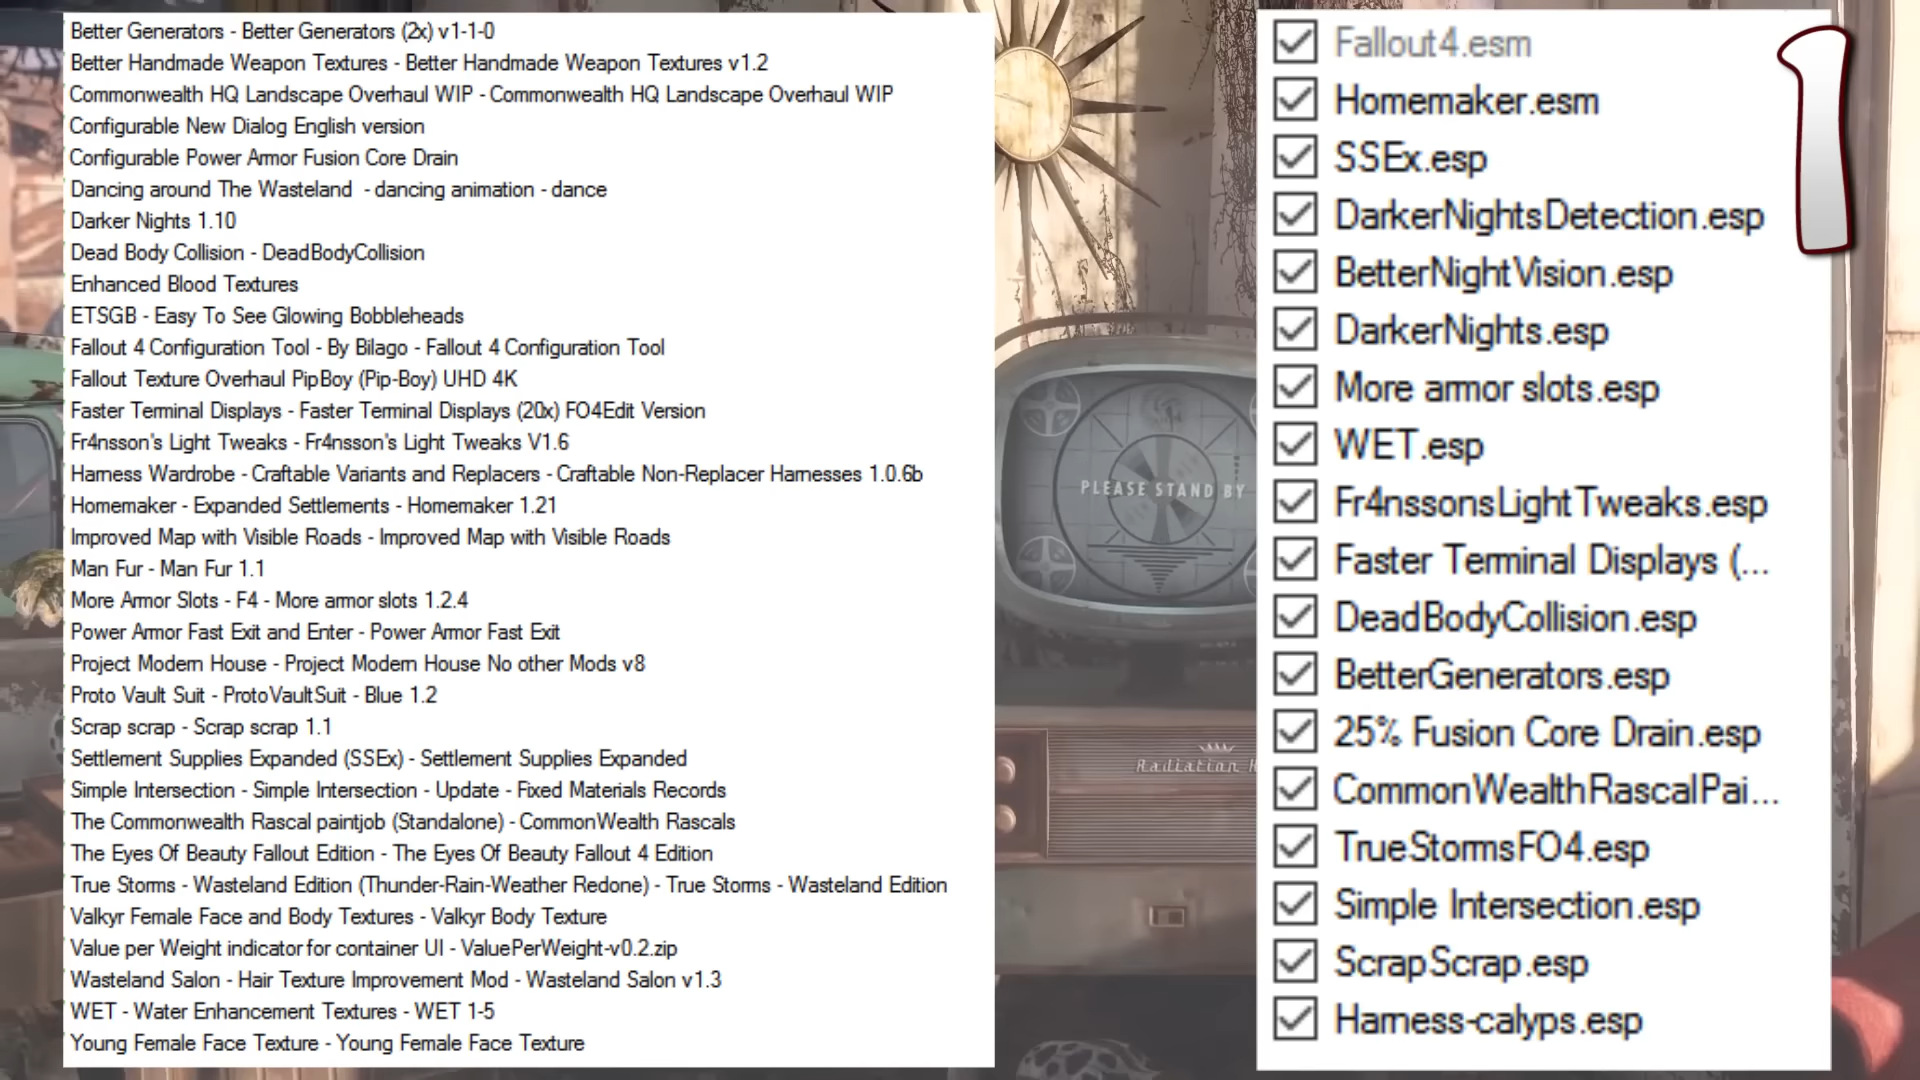 Better Generators - Better Generators (2x) v1-1-0
Better Handmade Weapon Textures - Better Handmade Weapon Textures v1.2
Commonwealth HQ Landscape Overhaul WIP - Commonwealth HQ Landscape Overhaul WIP
Configurable New Dialog English version
Configurable Power Armor Fusion Core Drain
Dancing around The Wasteland - dancing animation - dance
Darker Nights 1.10
Dead Body Collision - DeadBodyCollision
Enhanced Blood Textures
ETSGB - Easy To See Glowing Bobbleheads
Fallout 4 Configuration Tool - By Bilago - Fallout 4 Configuration Tool
Fallout Texture Overhaul PipBoy (Pip-Boy) UHD 4K
Faster Terminal Displays - Faster Terminal Displays (20x) FO4Edit Version
Fr4nsson's Light Tweaks - Fr4nsson's Light Tweaks V1.6
Harness Wardrobe - Craftable Variants and Replacers - Craftable Non-Replacer Harnesses 1.0.6b
Homemaker - Expanded Settlements - Homemaker 1.21
Improved Map with Visible Roads - Improved Map with Visible Roads
Man Fur - Man Fur 1.1
More Armor Slots - F4 - More armor slots 1.2.4
Power Armor Fast Exit and Enter - Power Armor Fast Exit
Project Modern House - Project Modern House No other Mods v8
Proto Vault Suit - ProtoVaultSuit - Blue 1.2
Scrap scrap - Scrap scrap 1.1
Settlement Supplies Expanded (SSEx) - Settlement Supplies Expanded
Simple Intersection - Simple Intersection - Update - Fixed Materials Records
The Commonwealth Rascal paintjob (Standalone) - CommonWealth Rascals
The Eyes Of Beauty Fallout Edition - The Eyes Of Beauty Fallout 4 Edition
True Storms - Wasteland Edition (Thunder-Rain-Weather Redone) - True Storms - Wasteland Edition
Valkyr Female Face and Body Textures - Valkyr Body Texture
Value per Weight indicator for container UI - ValuePerWeight-v0.2.zip
Wasteland Salon - Hair Texture Improvement Mod - Wasteland Salon v1.3
WET - Water Enhancement Textures - WET 1-5
Young Female Face Texture - Young Female Face Texture
PLEASE STAND BY
Radiation
Fallout4.esm
Homemaker.esm
SSEx.esp
DarkerNightsDetection.esp
BetterNightVision.esp
DarkerNights.esp
More armor slots.esp
WET.esp
Fr4nssonsLightTweaks.esp
Faster Terminal Displays (...
DeadBodyCollision.esp
BetterGenerators.esp
25% Fusion Core Drain.esp
CommonWealthRascalPai...
TrueStormsFO4.esp
Simple Intersection.esp
ScrapScrap.esp
Harness-calyps.esp
1